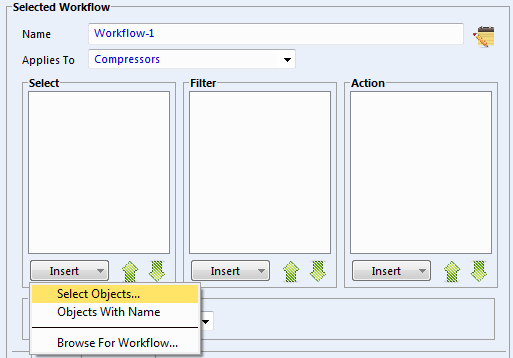 Selected Workflow
Name Workflow-1
Applies To Compressors
Select Filter Action
Insert Insert Insert
Select Objects...
Objects With Name
Browse For Workflow...